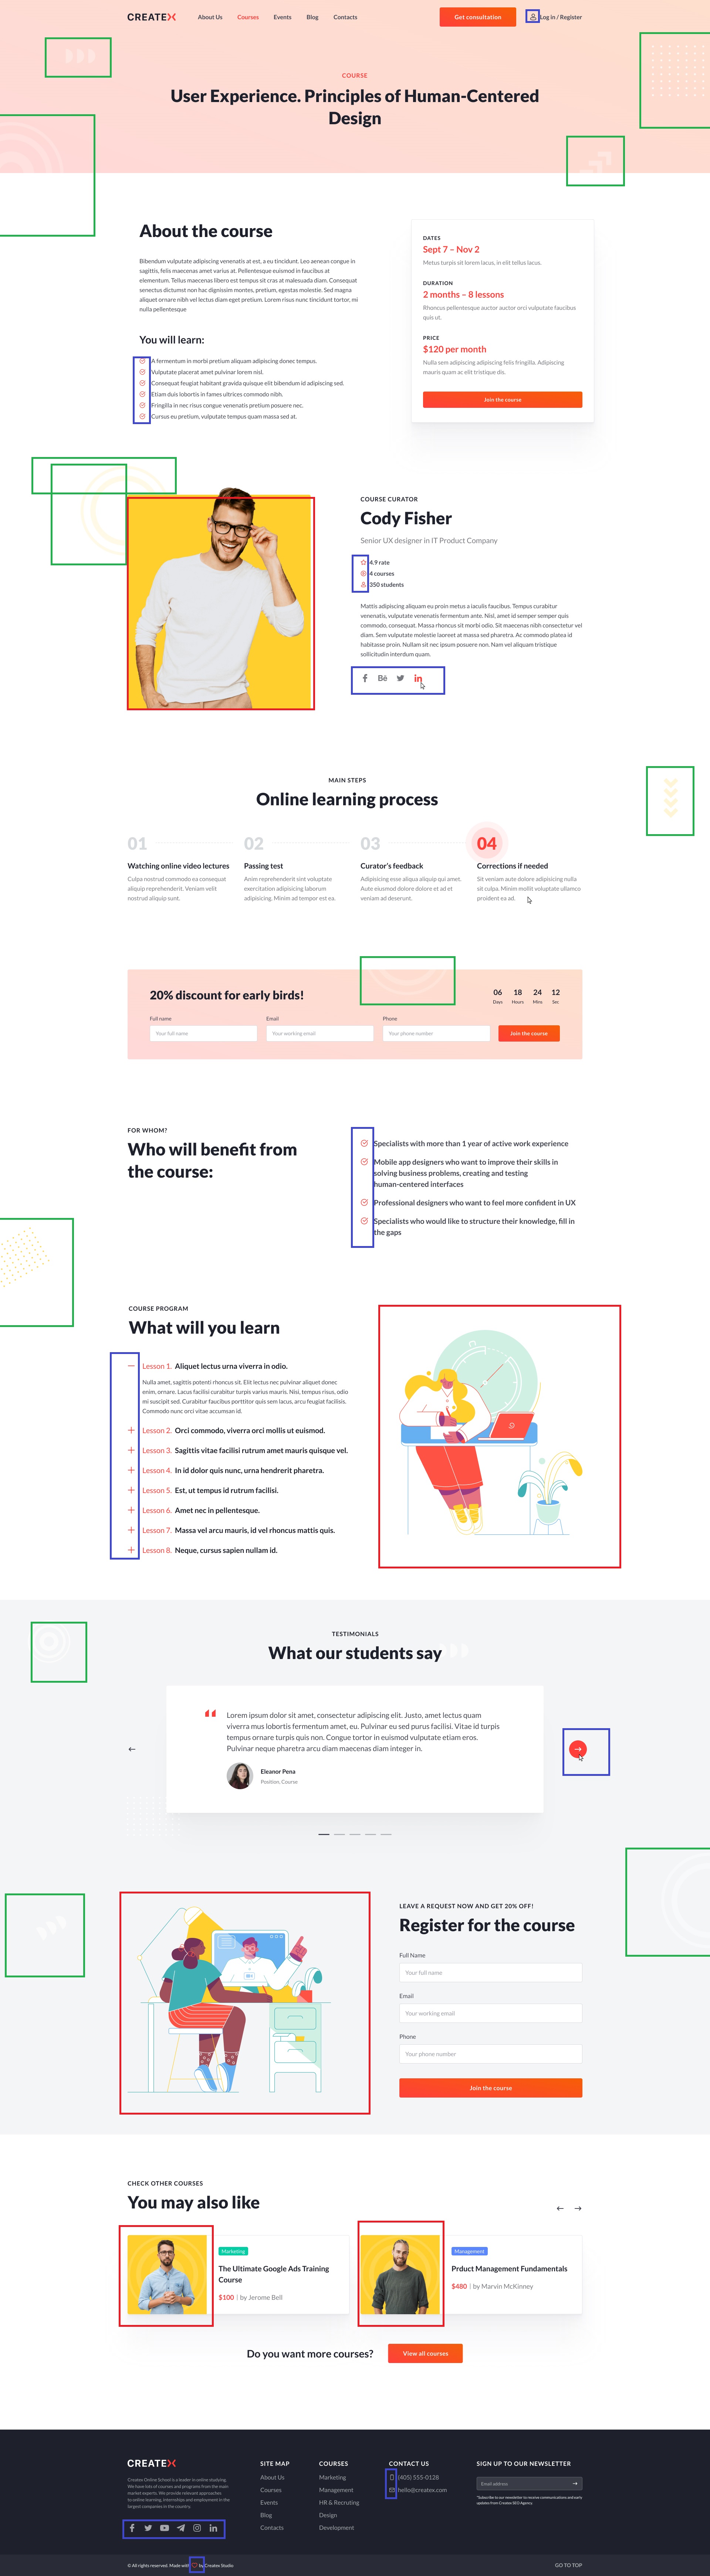 CREATEX
About Us
Courses
Events
Blog
Contacts
Get consultation
Log in / Register
COURSE
User Experience. Principles of Human-Centered
Design
About the course
Bibendum vulputate adipiscing venenatis at est, a eu tincidunt. Leo aenean congue in
sagittis, felis maecenas amet varius at. Pellentesque euismod in faucibus at
elementum. Tellus maecenas libero est tempus sit cras at malesuada diam. Consequat
senectus dictumst non hac dignissim montes, pretium, egestas molestie. Sed magna
aliquet ornare nibh vel lectus diam eget pretium. Lorem risus nunc tincidunt tortor, mi
nulla pellentesque
You will learn:
A fermentum in morbi pretium aliquam adipiscing donec tempus.
Vulputate placerat amet pulvinar lorem nisl.
Consequat feugiat habitant gravida quisque elit bibendum id adipiscing sed.
Etiam duis lobortis in fames ultrices commodo nibh.
Fringilla in nec risus congue venenatis pretium posuere nec.
Cursus eu pretium, vulputate tempus quam massa sed at.
DATES
Sept 7 – Nov 2
Metus turpis sit lorem lacus, in elit tellus lacus.
DURATION
2 months – 8 lessons
Rhoncus pellentesque auctor auctor orci vulputate faucibus
quis ut.
PRICE
$120 per month
Nulla sem adipiscing adipiscing felis fringilla. Adipiscing
mauris quam ac elit tristique dis.
Join the course
COURSE CURATOR
Cody Fisher
Senior UX designer in IT Product Company
4.9 rate
4 courses
350 students
Mattis adipiscing aliquam eu proin metus a iaculis faucibus. Tempus curabitur
venenatis, vulputate venenatis fermentum ante. Nisi, amet id semper semper quis
commodo, consequat. Massa rhoncus sit morbi odio. Sit maecenas nibh consectetur vel
diam. Sem vulputate molestie laoreet at massa sed pharetra. Ac commodo platea id
habitasse proin. Nullam sit nec ipsum posuere non. Nam vel aliquam tristique
sollicitudin interdum quam.
Bē
in
MAIN STEPS
Online learning process
01
Watching online video lectures
Culpa nostrud commodo ea consequat
aliquip reprehenderit. Veniam velit
nostrud aliquip sunt.
02
Passing test
Anim reprehenderit sint voluptate
exercitation adipisicing laborum
adipisicing. Minim ad tempor est ea.
03
Curator's feedback
Adipisicing esse aliqua aliquip qui amet.
Aute eiusmod dolore dolore et ad et
veniam ad deserunt.
04
Corrections if needed
Sit veniam aute dolore adipisicing nulla
sit culpa. Minim mollit voluptate ullamco
proident ea ad.
20% discount for early birds!
06 18 24 12
Days Hours Mins Sec
Full name
Your full name
Email
Your working email
Phone
Your phone number
Join the course
FOR WHOM?
Who will benefit from
the course:
Specialists with more than 1 year of active work experience
Mobile app designers who want to improve their skills in
solving business problems, creating and testing
human-centered interfaces
Professional designers who want to feel more confident in UX
Specialists who would like to structure their knowledge, fill in
the gaps
COURSE PROGRAM
What will you learn
Lesson 1. Aliquet lectus urna viverra in odio.
Nulla amet, sagittis potenti rhoncus sit. Elit lectus nec pulvinar aliquet donec
enim, ornare. Lacus facilisi curabitur turpis varius mauris. Nisi, tempus risus, odio
mi suscipit sed. Curabitur faucibus porttitor quis sem lacus, arcu feugiat facilisis.
Commodo nunc orci vitae accumsan id.
Lesson 2. Orci commodo, viverra orci mollis ut euismod.
Lesson 3. Sagittis vitae facilisi rutrum amet mauris quisque vel.
Lesson 4. In id dolor quis nunc, urna hendrerit pharetra.
Lesson 5. Est, ut tempus id rutrum facilisi.
Lesson 6. Amet nec in pellentesque.
Lesson 7. Massa vel arcu mauris, id vel rhoncus mattis quis.
Lesson 8. Neque, cursus sapien nullam id.
TESTIMONIALS
What our students say
Lorem ipsum dolor sit amet, consectetur adipiscing elit. Justo, amet lectus quam
viverra mus lobortis fermentum amet, eu. Pulvinar eu sed purus facilisi. Vitae id turpis
tempus ornare turpis quis non. Congue tortor in euismod vulputate etiam eros.
Pulvinar neque pharetra arcu diam maecenas diam integer in.
Eleanor Pena
Position, Course
LEAVE A REQUEST NOW AND GET 20% OFF!
Register for the course
Full Name
Your full name
Email
Your working email
Phone
Your phone number
Join the course
CHECK OTHER COURSES
You may also like
Marketing
The Ultimate Google Ads Training
Course
$100 | by Jerome Bell
Management
Prduct Management Fundamentals
$480 | by Marvin McKinney
Do you want more courses?
View all courses
CREATEX
Createx Online School is a leader in online studying.
We have lots of courses and programs from the main
market experts. We provide relevant approaches
to online learning, internships and employment in the
largest companies in the country.
in
SITE MAP
About Us
Courses
Events
Blog
Contacts
COURSES
Marketing
Management
HR & Recruting
Design
Development
CONTACT US
(405) 555-0128
hello@createx.com
SIGN UP TO OUR NEWSLETTER
Email address
*Subscribe to our newsletter to receive communications and early
updates from Createx SEO Agency.
© All rights reserved. Made with
by Createx Studio
GO TO TOP